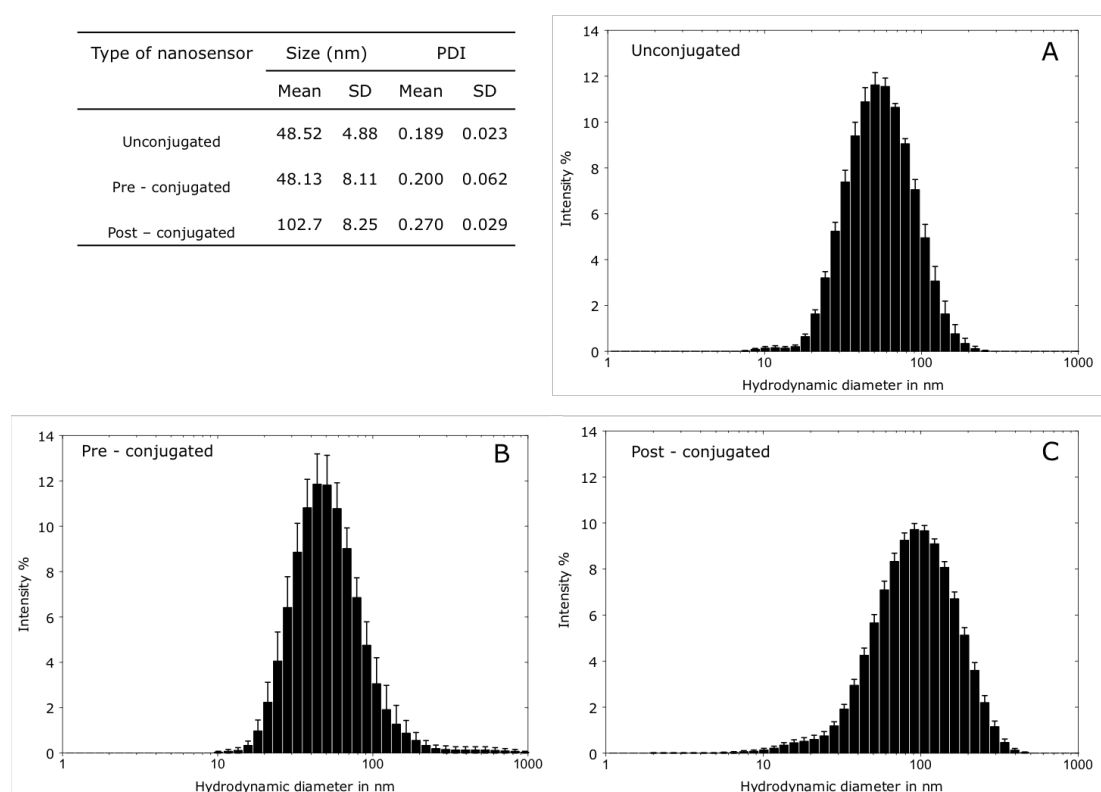 Type of nanosensor Size (nm) PDI
Mean SD Mean SD
Unconjugated 48.52 4.88 0.189 0.023
Pre - conjugated 48.13 8.11 0.200 0.062
Post – conjugated 102.7 8.25 0.270 0.029
Unconjugated A
14
12
10
8
6
4
2
0
Intensity %
1 10 100 1000
Hydrodynamic diameter in nm
Pre - conjugated B
14
12
10
8
6
4
2
0
Intensity %
1 10 100 1000
Hydrodynamic diameter in nm
Post - conjugated C
14
12
10
8
6
4
2
0
Intensity %
1 10 100 1000
Hydrodynamic diameter in nm